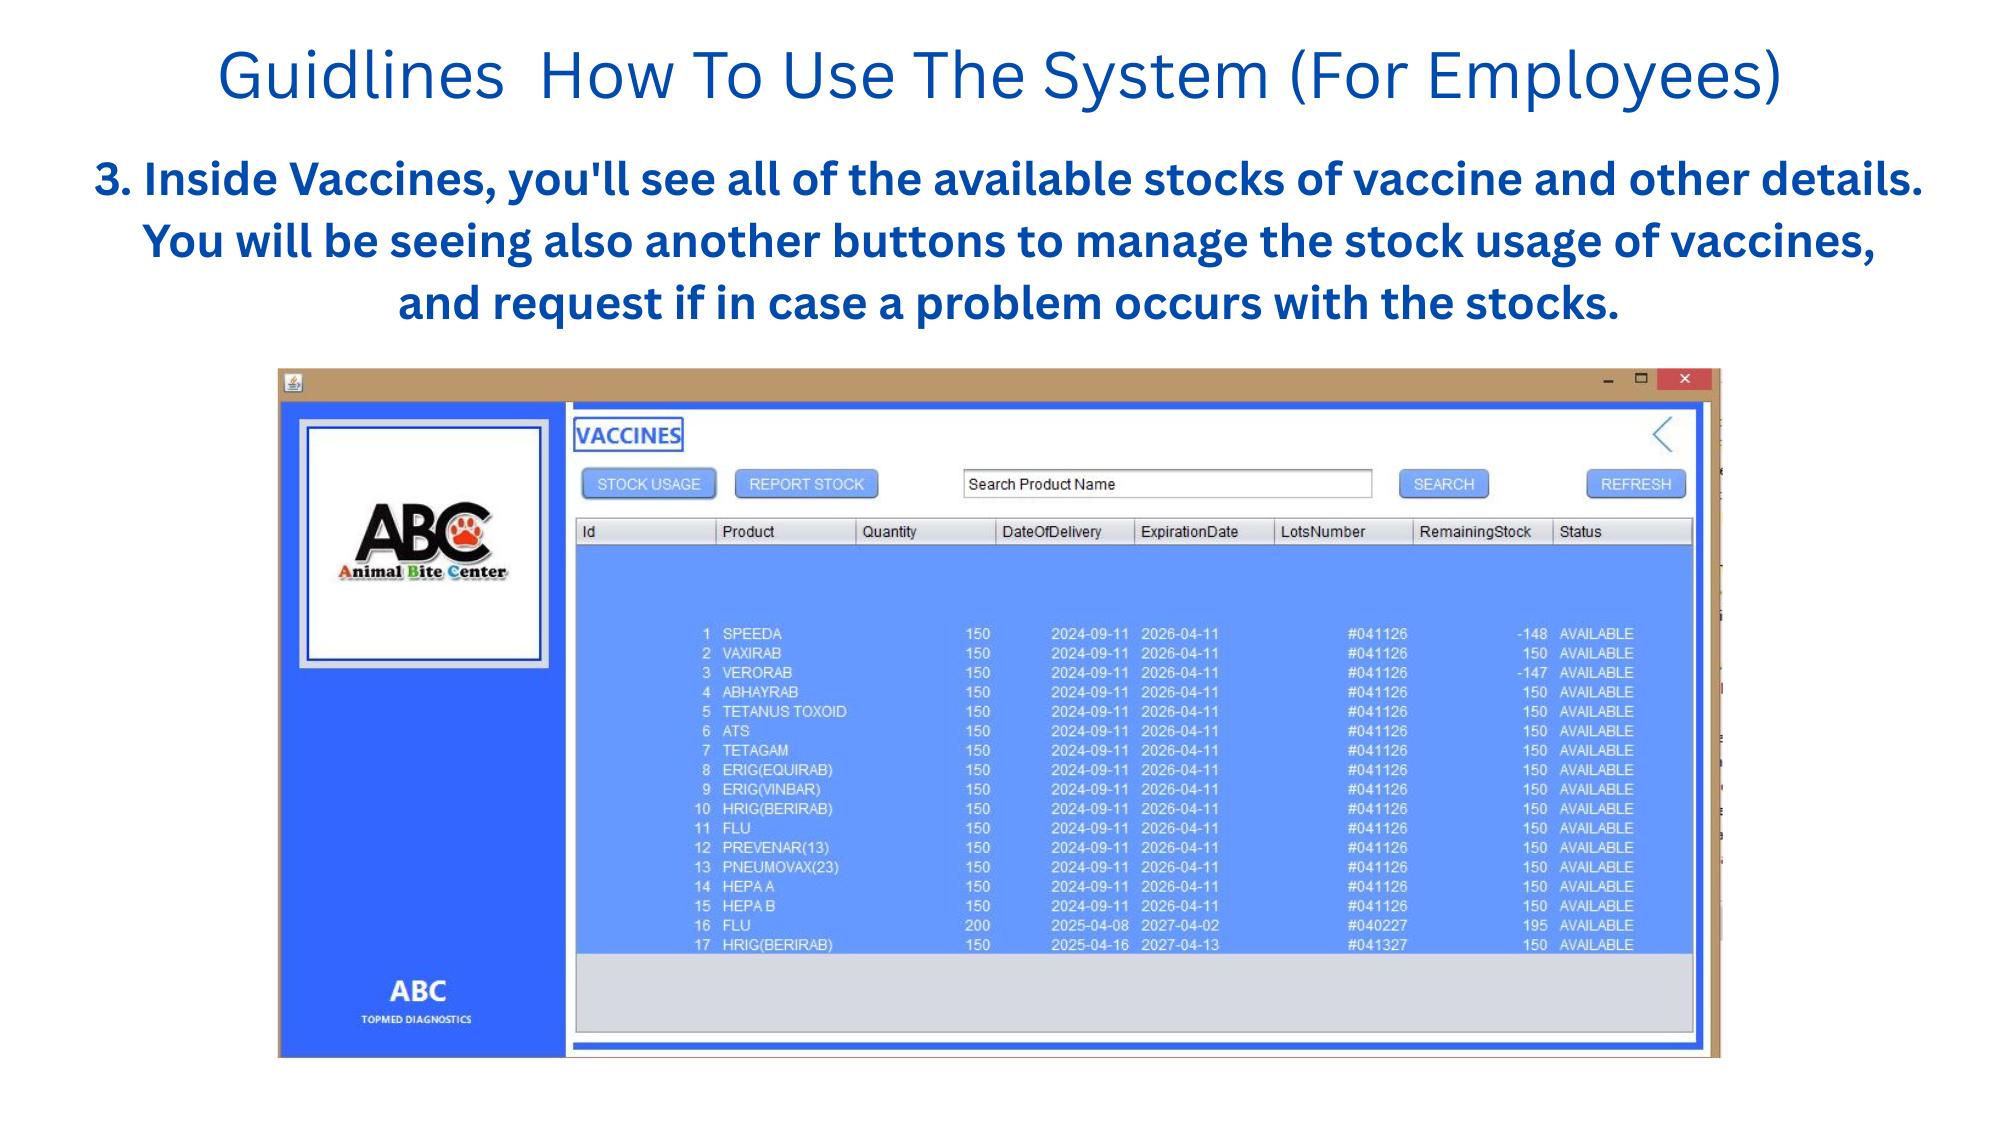 Guidlines How To Use The System (For Employees)
3. Inside Vaccines, you'll see all of the available stocks of vaccine and other details.
You will be seeing also another buttons to manage the stock usage of vaccines,
and request if in case a problem occurs with the stocks.
ABC
Animal Bite Center
ABC
TOPMED DIAGNOSTICS
VACCINES
STOCK USAGE REPORT STOCK Search Product Name SEARCH REFRESH
Id Product Quantity DateOfDelivery ExpirationDate LotsNumber RemainingStock Status
1 SPEEDA 150 2024-09-11 2026-04-11 #041126 -148 AVAILABLE
2 VAXIRAB 150 2024-09-11 2026-04-11 #041126 150 AVAILABLE
3 VERORAB 150 2024-09-11 2026-04-11 #041126 -147 AVAILABLE
4 ABHAYRAB 150 2024-09-11 2026-04-11 #041126 150 AVAILABLE
5 TETANUS TOXOID 150 2024-09-11 2026-04-11 #041126 150 AVAILABLE
6 ATS 150 2024-09-11 2026-04-11 #041126 150 AVAILABLE
7 TETAGAM 150 2024-09-11 2026-04-11 #041126 150 AVAILABLE
8 ERIG(EQUIRAB) 150 2024-09-11 2026-04-11 #041126 150 AVAILABLE
9 ERIG(VINBAR) 150 2024-09-11 2026-04-11 #041126 150 AVAILABLE
10 HRIG(BERIRAB) 150 2024-09-11 2026-04-11 #041126 150 AVAILABLE
11 FLU 150 2024-09-11 2026-04-11 #041126 150 AVAILABLE
12 PREVENAR(13) 150 2024-09-11 2026-04-11 #041126 150 AVAILABLE
13 PNEUMOVAX(23) 150 2024-09-11 2026-04-11 #041126 150 AVAILABLE
14 HEPA A 150 2024-09-11 2026-04-11 #041126 150 AVAILABLE
15 HEPA B 150 2024-09-11 2026-04-11 #041126 150 AVAILABLE
16 FLU 200 2025-04-08 2027-04-02 #040227 195 AVAILABLE
17 HRIG(BERIRAB) 150 2025-04-16 2027-04-13 #041327 150 AVAILABLE